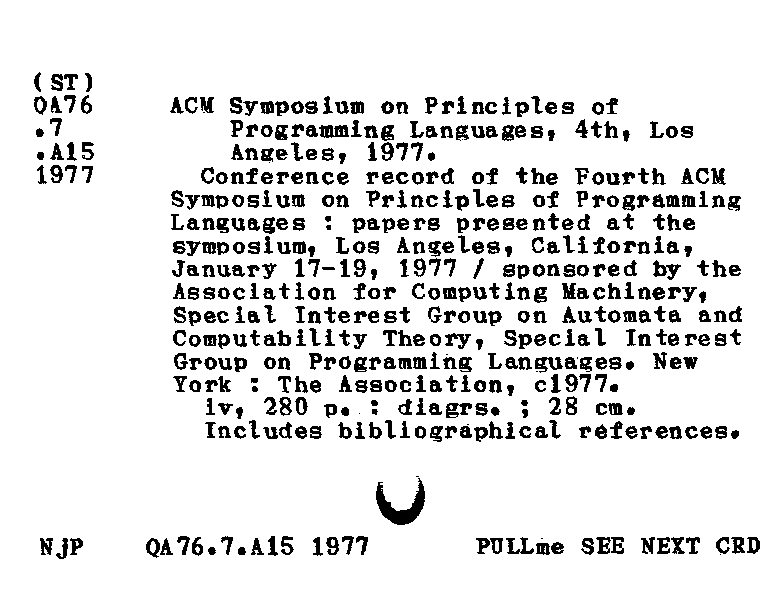 (ST)
QA76 ACM Symposium on Principles of
.7 Programming Languages, 4th, Los
.A15 Angeles, 1977.
1977 Conference record of the Fourth ACM
Symposium on Principles of Programming
Languages : papers presented at the
symposium, Los Angeles, California,
January 17-19, 1977 / sponsored by the
Association for Computing Machinery,
Special Interest Group on Automata and
Computability Theory, Special Interest
Group on Programming Languages. New
York : The Association, c1977.
iv, 280 p. : diagrs. ; 28 cm.
Includes bibliographical references.
NjP QA76.7.A15 1977 PULLme SEE NEXT CRD